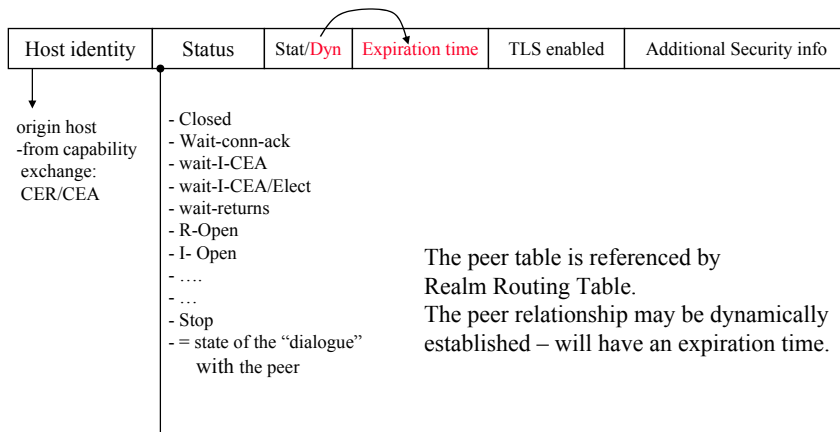 Host identity Status Stat/Dyn Expiration time TLS enabled Additional Security info
origin host
-from capability
exchange:
CER/CEA
- Closed
- Wait-conn-ack
- wait-I-CEA
- wait-I-CEA/Elect
- wait-returns
- R-Open
- I- Open
- ….
- …
- Stop
- = state of the “dialogue”
with the peer
The peer table is referenced by
Realm Routing Table.
The peer relationship may be dynamically
established – will have an expiration time.